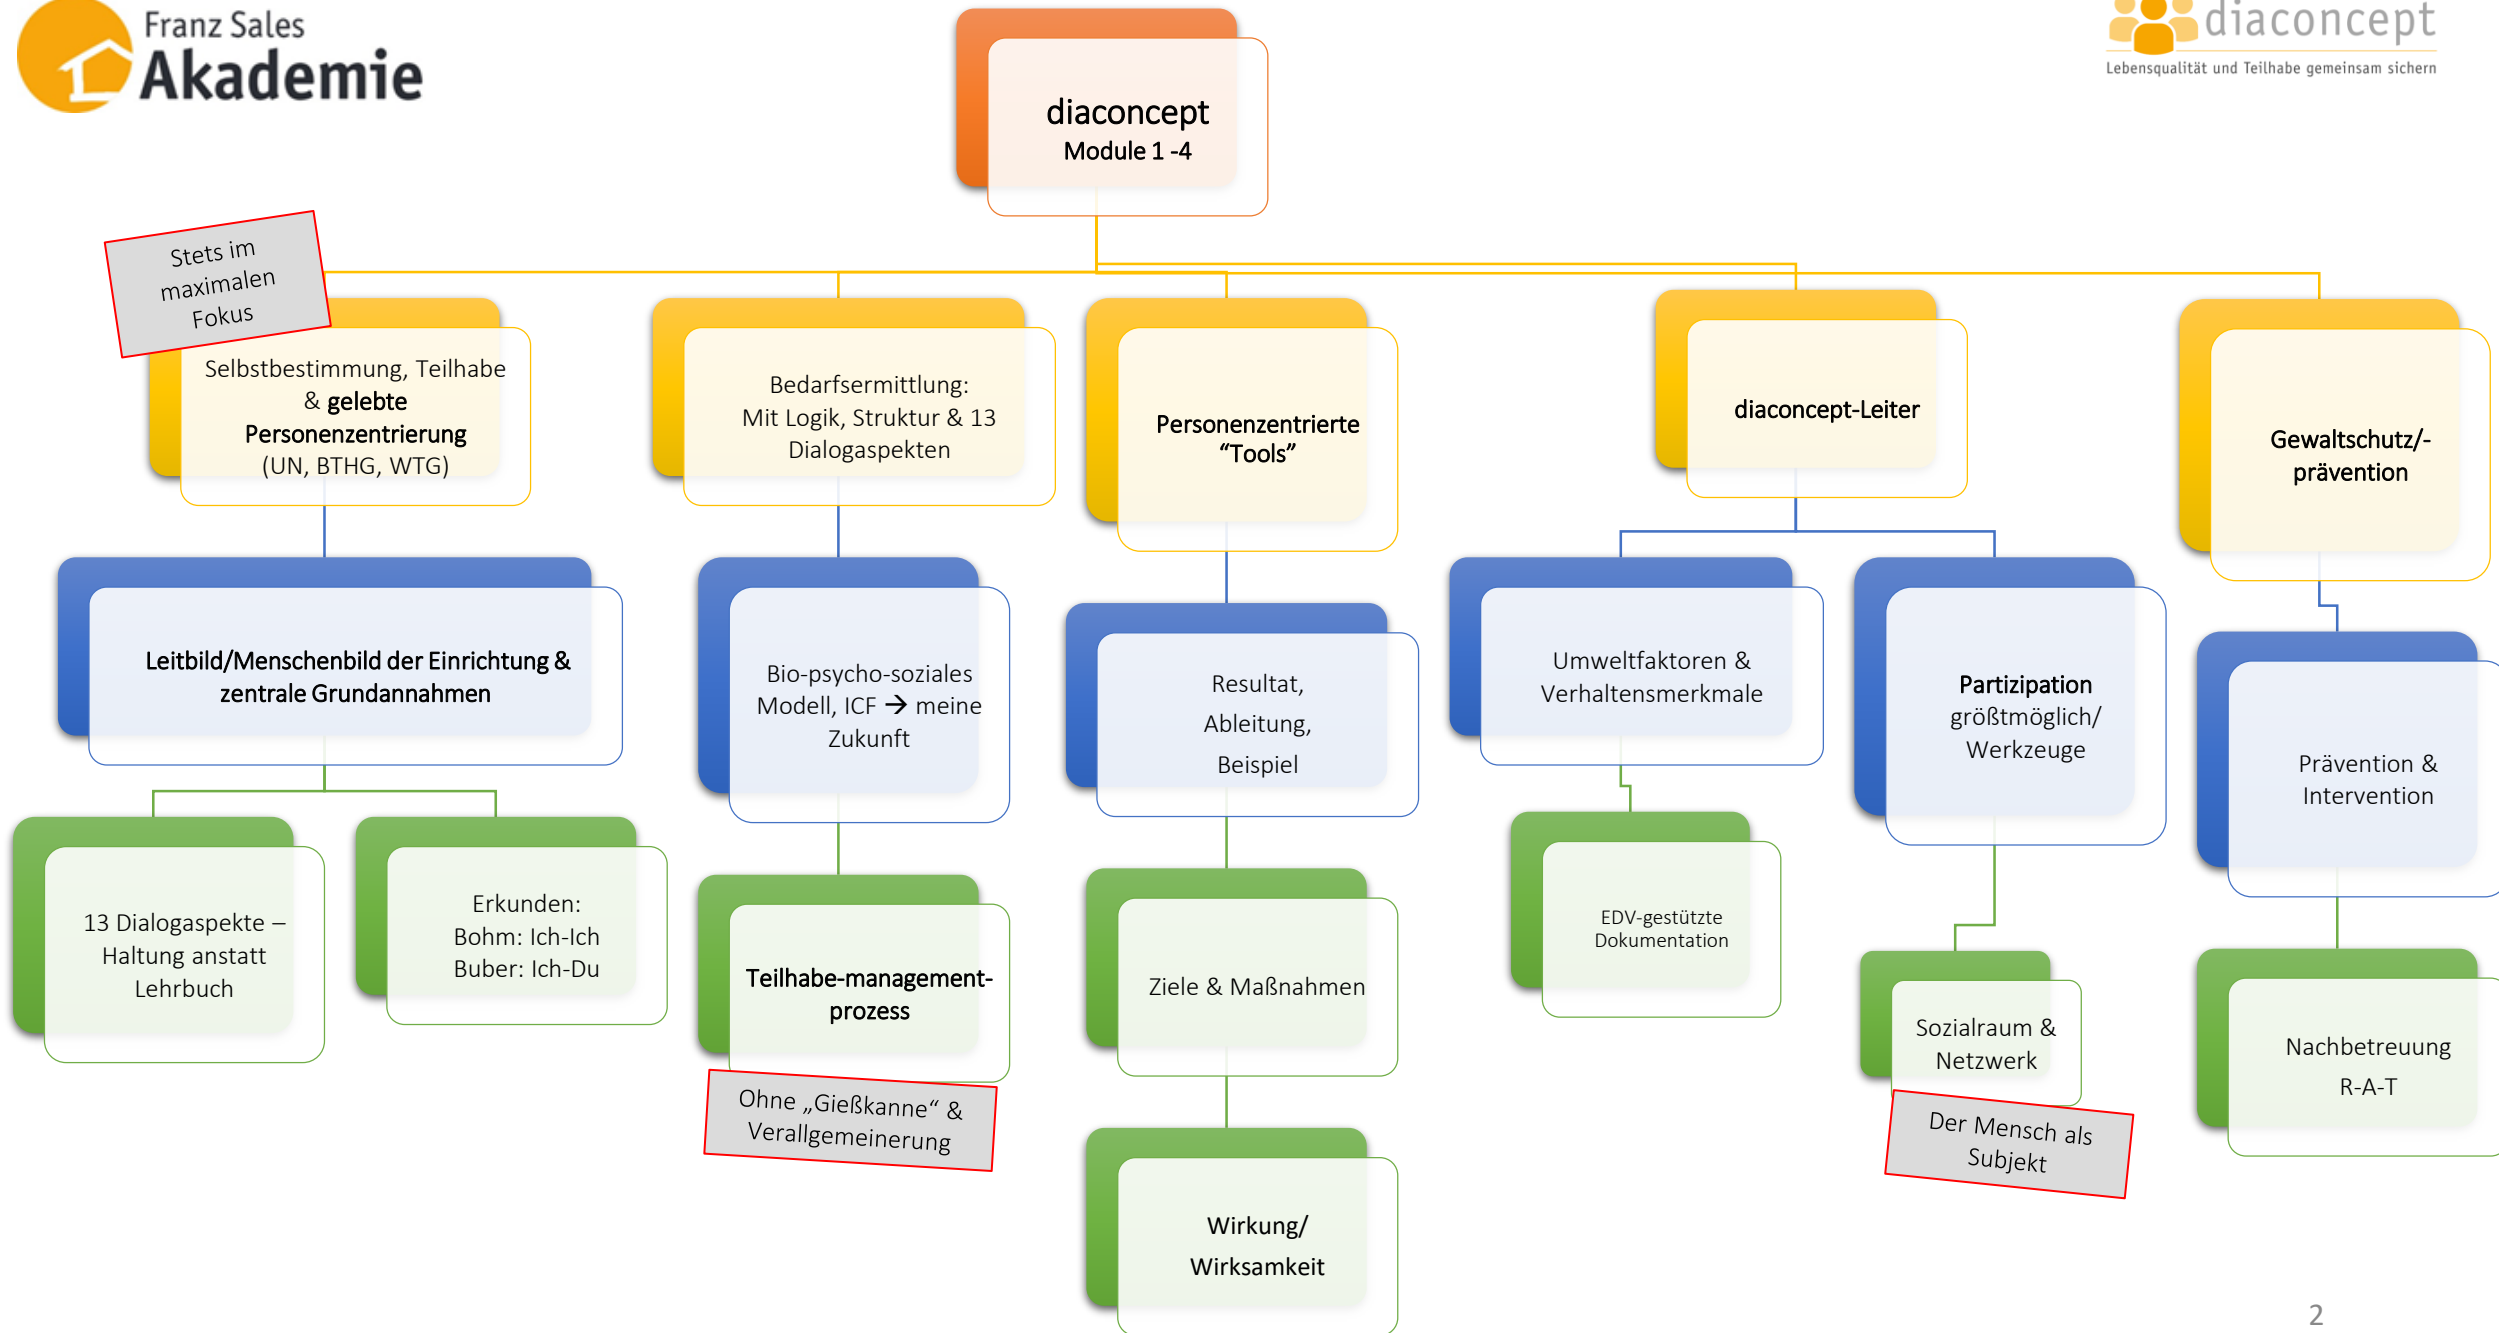 Franz Sales
Akademie
diaconcept
Lebensqualität und Teilhabe gemeinsam sichern
diaconcept
Module 1 -4
Stets im
maximalen
Fokus
Selbstbestimmung, Teilhabe
& gelebte
Personenzentrierung
(UN, BTHG, WTG)
Bedarfsermittlung:
Mit Logik, Struktur & 13
Dialogaspekten
Personenzentrierte
“Tools”
diaconcept-Leiter
Gewaltschutz/-
prävention
Leitbild/Menschenbild der Einrichtung &
zentrale Grundannahmen
Bio-psycho-soziales
Modell, ICF → meine
Zukunft
Resultat,
Ableitung,
Beispiel
Umweltfaktoren &
Verhaltensmerkmale
Partizipation
größtmöglich/
Werkzeuge
Prävention &
Intervention
13 Dialogaspekte –
Haltung anstatt
Lehrbuch
Erkunden:
Bohm: Ich-Ich
Buber: Ich-Du
Teilhabe-management-
prozess
Ohne „Gießkanne“ &
Verallgemeinerung
Ziele & Maßnahmen
EDV-gestützte
Dokumentation
Sozialraum &
Netzwerk
Der Mensch als
Subjekt
Nachbetreuung
R-A-T
Wirkung/
Wirksamkeit
2